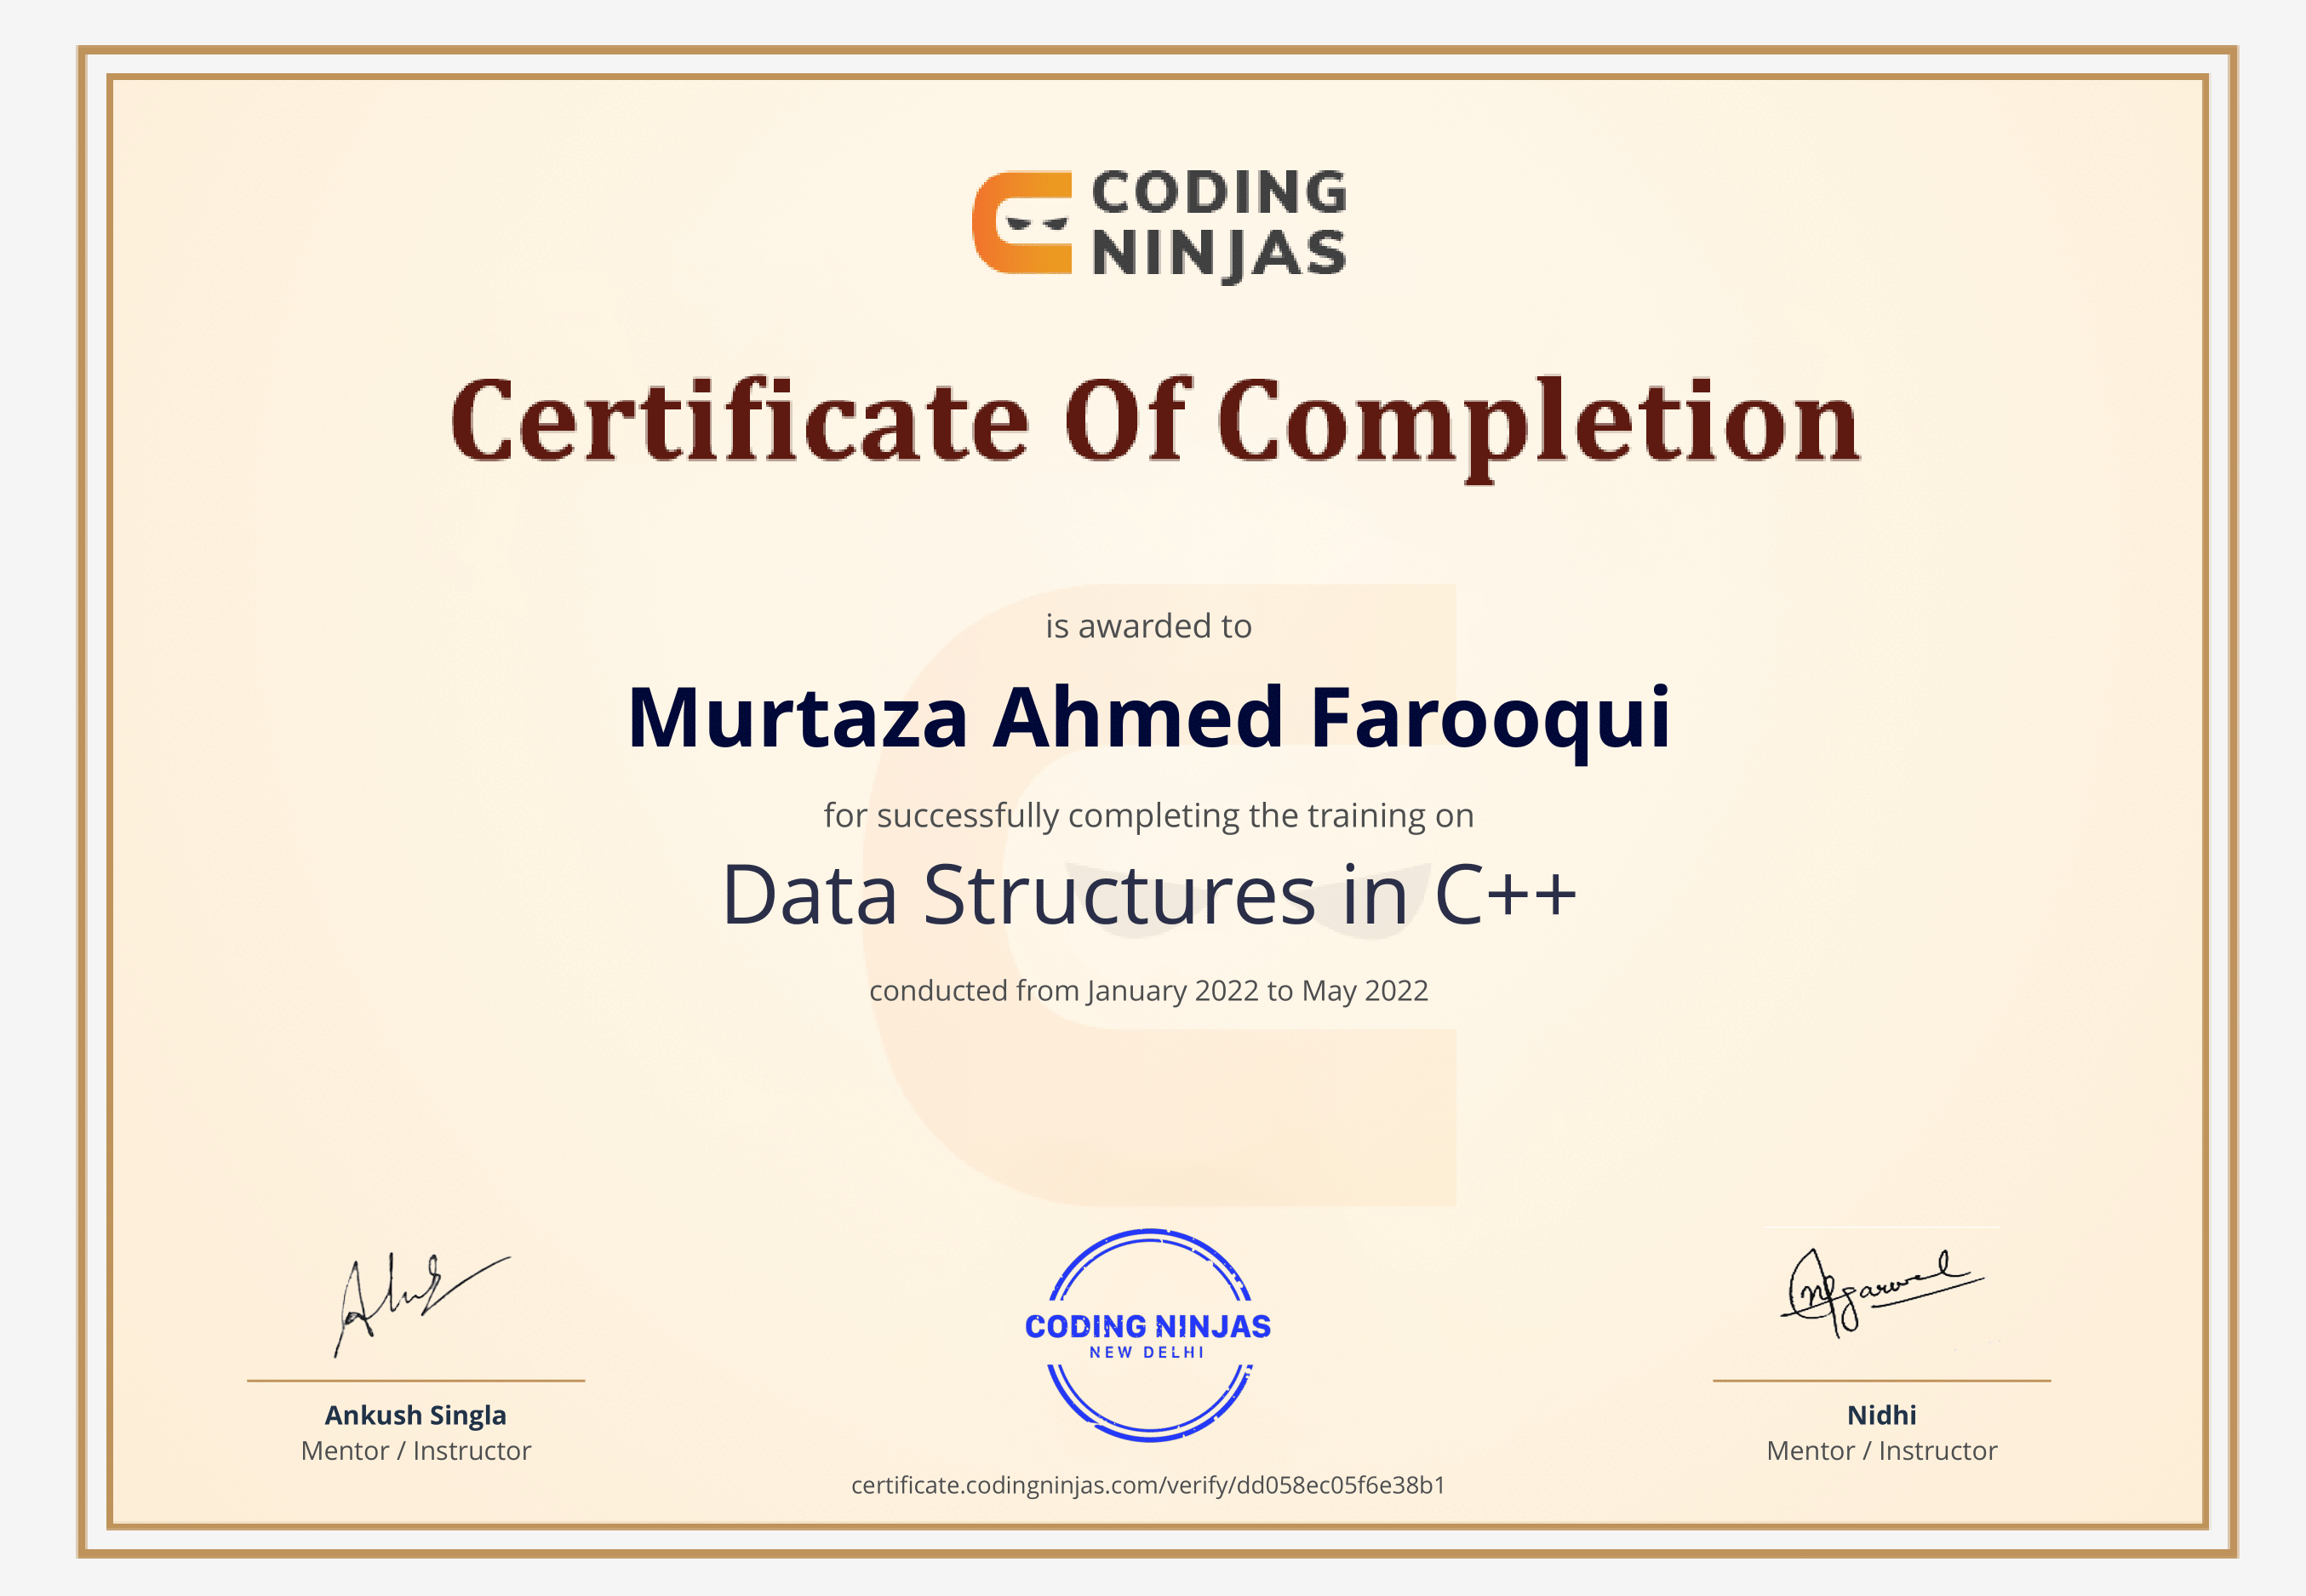 CODING
NINJAS
Certificate Of Completion
is awarded to
Murtaza Ahmed Farooqui
for successfully completing the training on
Data Structures in C++
conducted from January 2022 to May 2022
Agarwal
CODING NINJAS
NEW DELHI
Ankush Singla
Mentor / Instructor
Nidhi
Mentor / Instructor
certificate.codingninjas.com/verify/dd058ec05f6e38b1